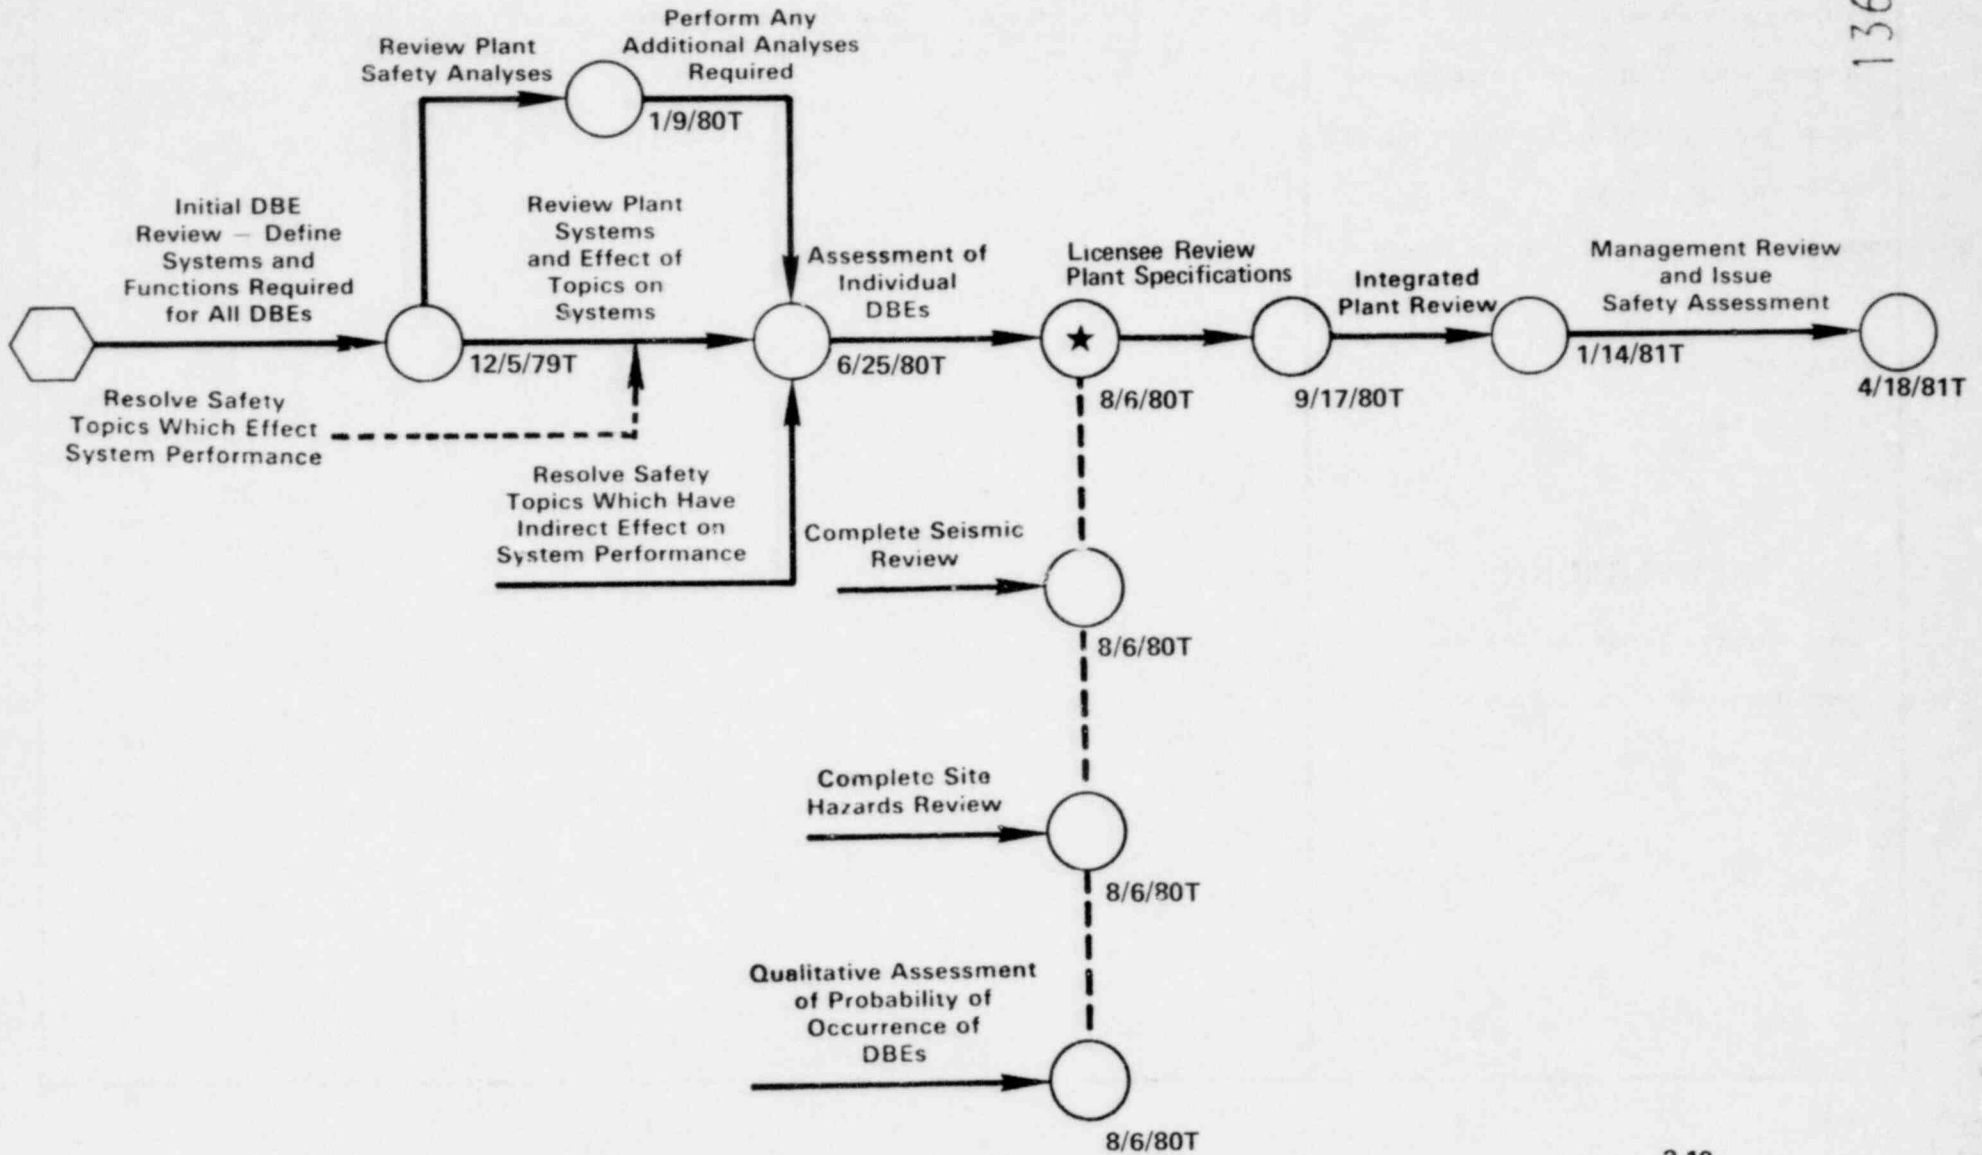 136
Perform Any
Additional Analyses
Required
Review Plant
Safety Analyses
1/9/80T
Initial DBE
Review — Define
Systems and
Functions Required
for All DBEs
Review Plant
Systems
and Effect of
Topics on
Systems
Assessment of
Individual
DBEs
Licensee Review
Plant Specifications
Integrated
Plant Review
Management Review
and Issue
Safety Assessment
12/5/79T
6/25/80T
8/6/80T
9/17/80T
1/14/81T
4/18/81T
Resolve Safety
Topics Which Effect
System Performance
Resolve Safety
Topics Which Have
Indirect Effect on
System Performance
Complete Seismic
Review
8/6/80T
Complete Site
Hazards Review
8/6/80T
Qualitative Assessment
of Probability of
Occurrence of
DBEs
8/6/80T